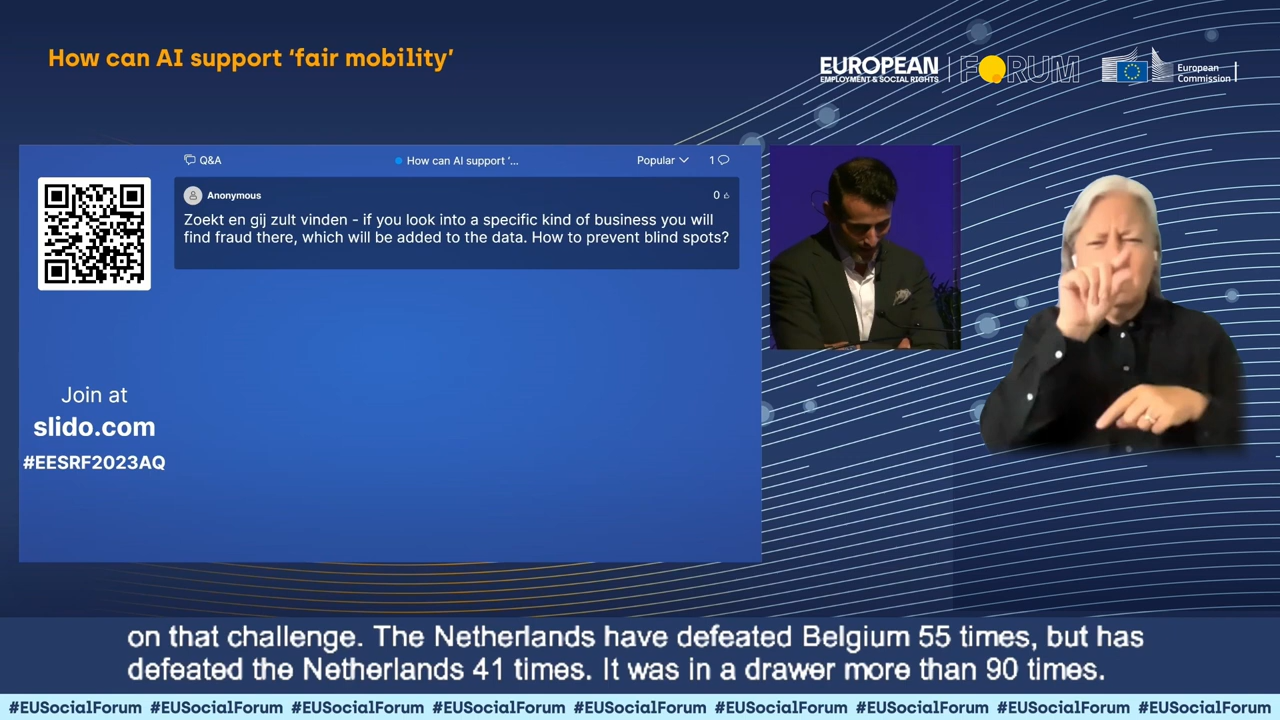 How can AI support ‘fair mobility’
EUROPEAN
EMPLOYMENT & SOCIAL RIGHTS
FORUM
European
Commission
Q&A
How can AI support '...
Popular
1
Anonymous
0
Zoekt en gij zult vinden - if you look into a specific kind of business you will
find fraud there, which will be added to the data. How to prevent blind spots?
Join at
slido.com
#EESRF2023AQ
on that challenge. The Netherlands have defeated Belgium 55 times, but has
defeated the Netherlands 41 times. It was in a drawer more than 90 times.
#EUSocialForum #EUSocialForum #EUSocialForum #EUSocialForum #EUSocialForum #EUSocialForum #EUSocialForum #EUSocialForum #EUSocialForum